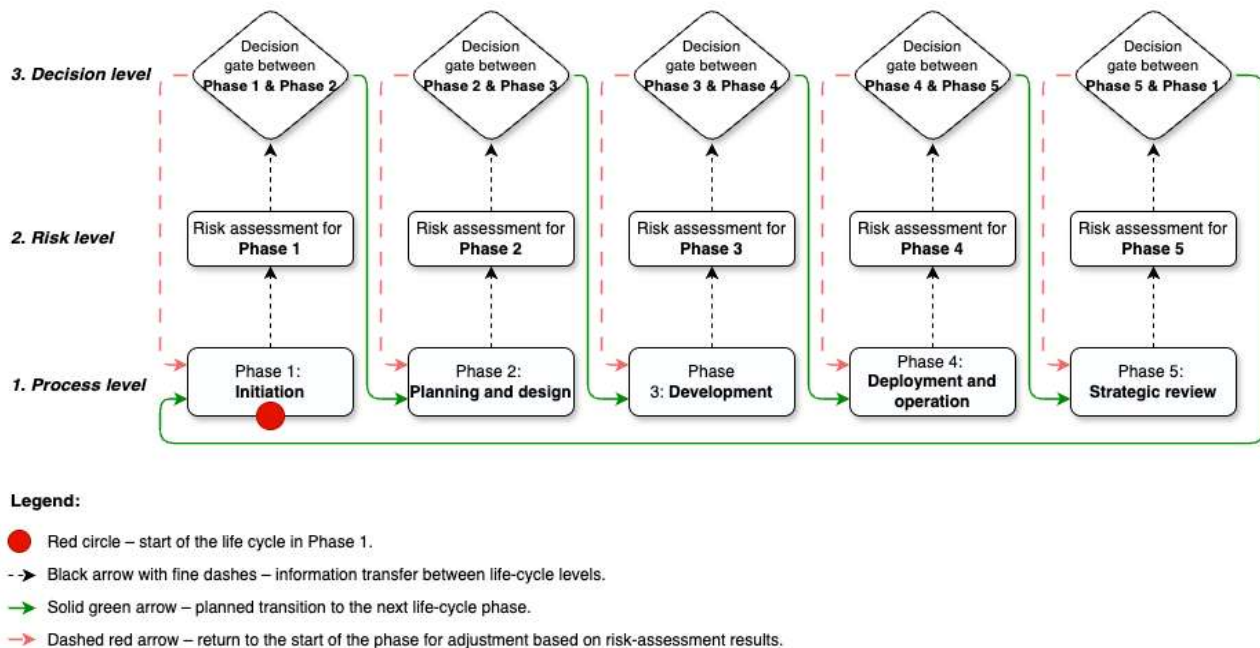 3. Decision level
Decision
gate between
Phase 1 & Phase 2
Decision
gate between
Phase 2 & Phase 3
Decision
gate between
Phase 3 & Phase 4
Decision
gate between
Phase 4 & Phase 5
Decision
gate between
Phase 5 & Phase 1
2. Risk level
Risk assessment for
Phase 1
Risk assessment for
Phase 2
Risk assessment for
Phase 3
Risk assessment for
Phase 4
Risk assessment for
Phase 5
1. Process level
Phase 1:
Initiation
Phase 2:
Planning and design
Phase
3: Development
Phase 4:
Deployment and
operation
Phase 5:
Strategic review
Legend:
Red circle – start of the life cycle in Phase 1.
Black arrow with fine dashes – information transfer between life-cycle levels.
Solid green arrow – planned transition to the next life-cycle phase.
Dashed red arrow – return to the start of the phase for adjustment based on risk-assessment results.